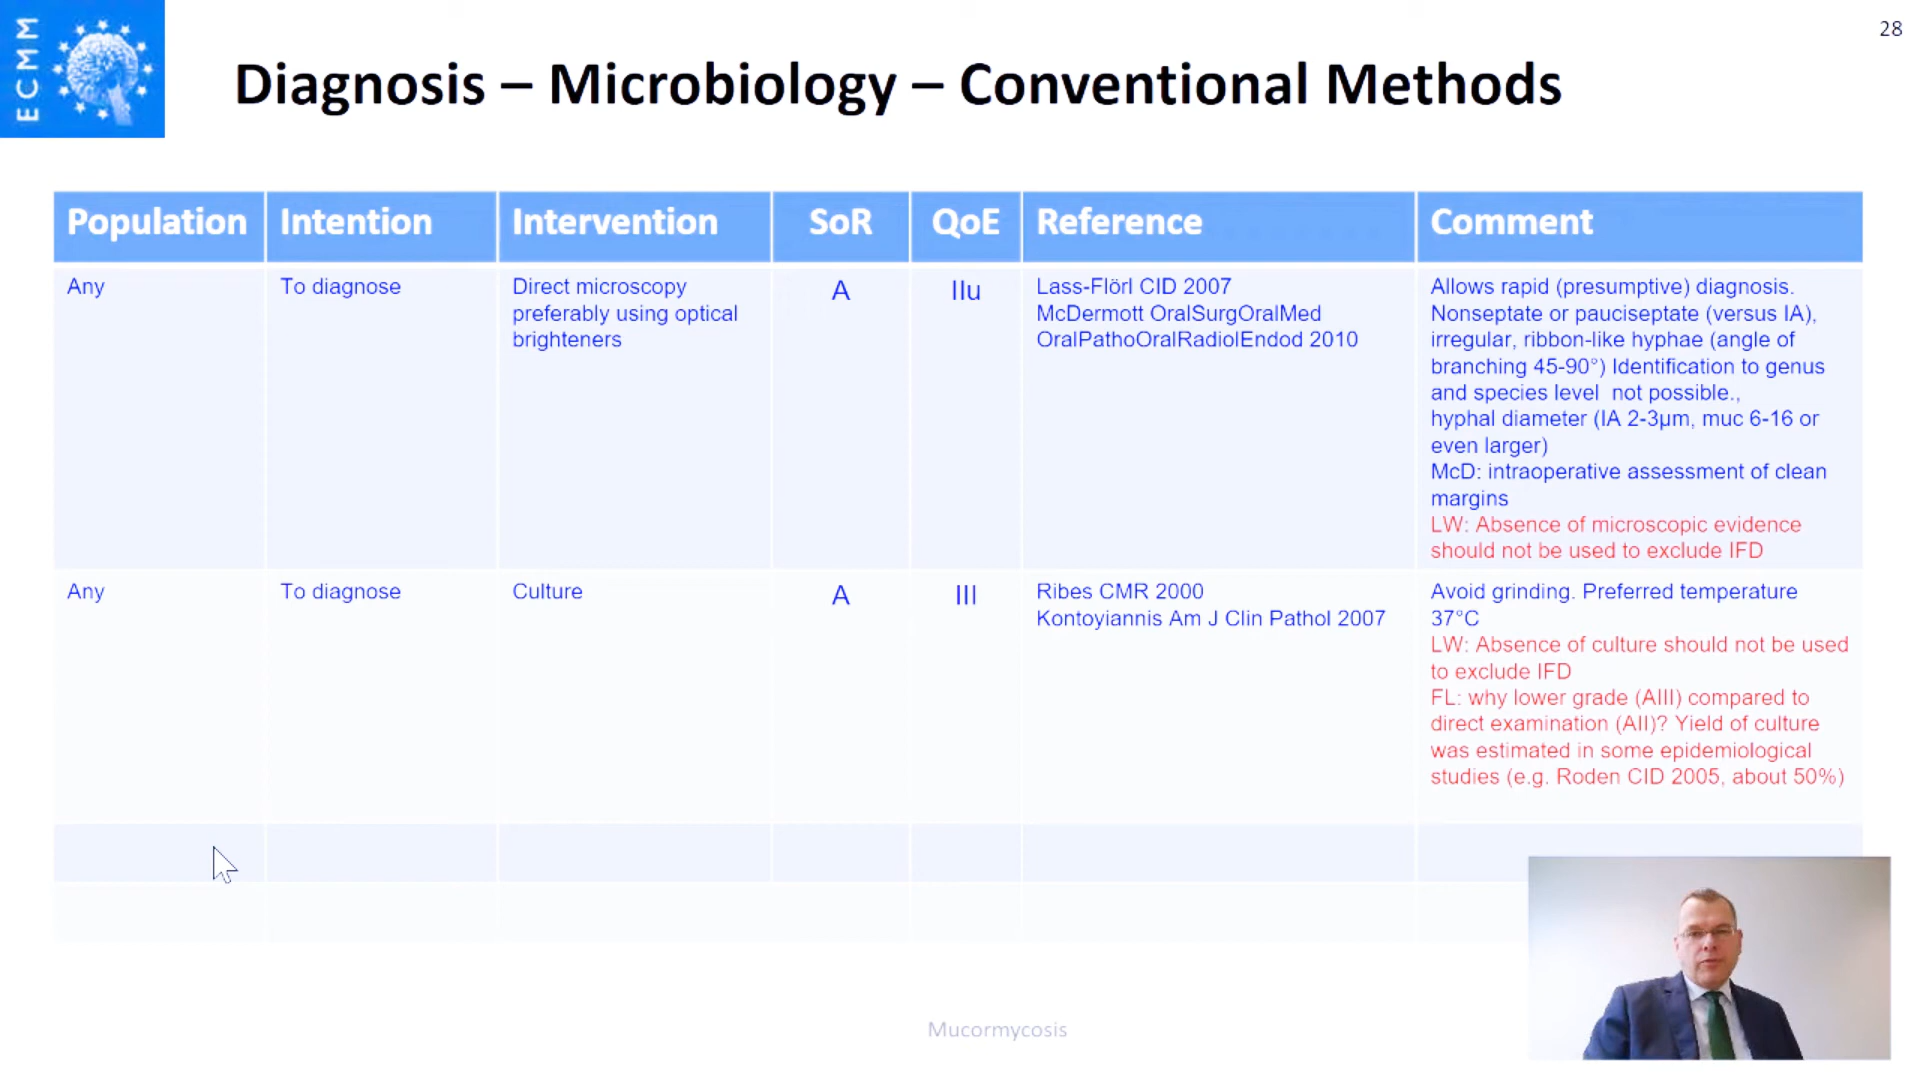 28
ECMM
Diagnosis – Microbiology – Conventional Methods
Population Intention Intervention SoR QoE Reference Comment
Any
To diagnose
Direct microscopy
preferably using optical
brighteners
A
IIu
Lass-Flörl CID 2007
McDermott OralSurgOralMed
OralPathoOralRadiolEndod 2010
Allows rapid (presumptive) diagnosis.
Nonseptate or pauciseptate (versus IA),
irregular, ribbon-like hyphae (angle of
branching 45-90°) Identification to genus
and species level not possible.,
hyphal diameter (IA 2-3µm, muc 6-16 or
even larger)
McD: intraoperative assessment of clean
margins
LW: Absence of microscopic evidence
should not be used to exclude IFD
Any
To diagnose
Culture
A
III
Ribes CMR 2000
Kontoyiannis Am J Clin Pathol 2007
Avoid grinding. Preferred temperature
37°C
LW: Absence of culture should not be used
to exclude IFD
FL: why lower grade (AIII) compared to
direct examination (AII)? Yield of culture
was estimated in some epidemiological
studies (e.g. Roden CID 2005, about 50%)
Mucormycosis